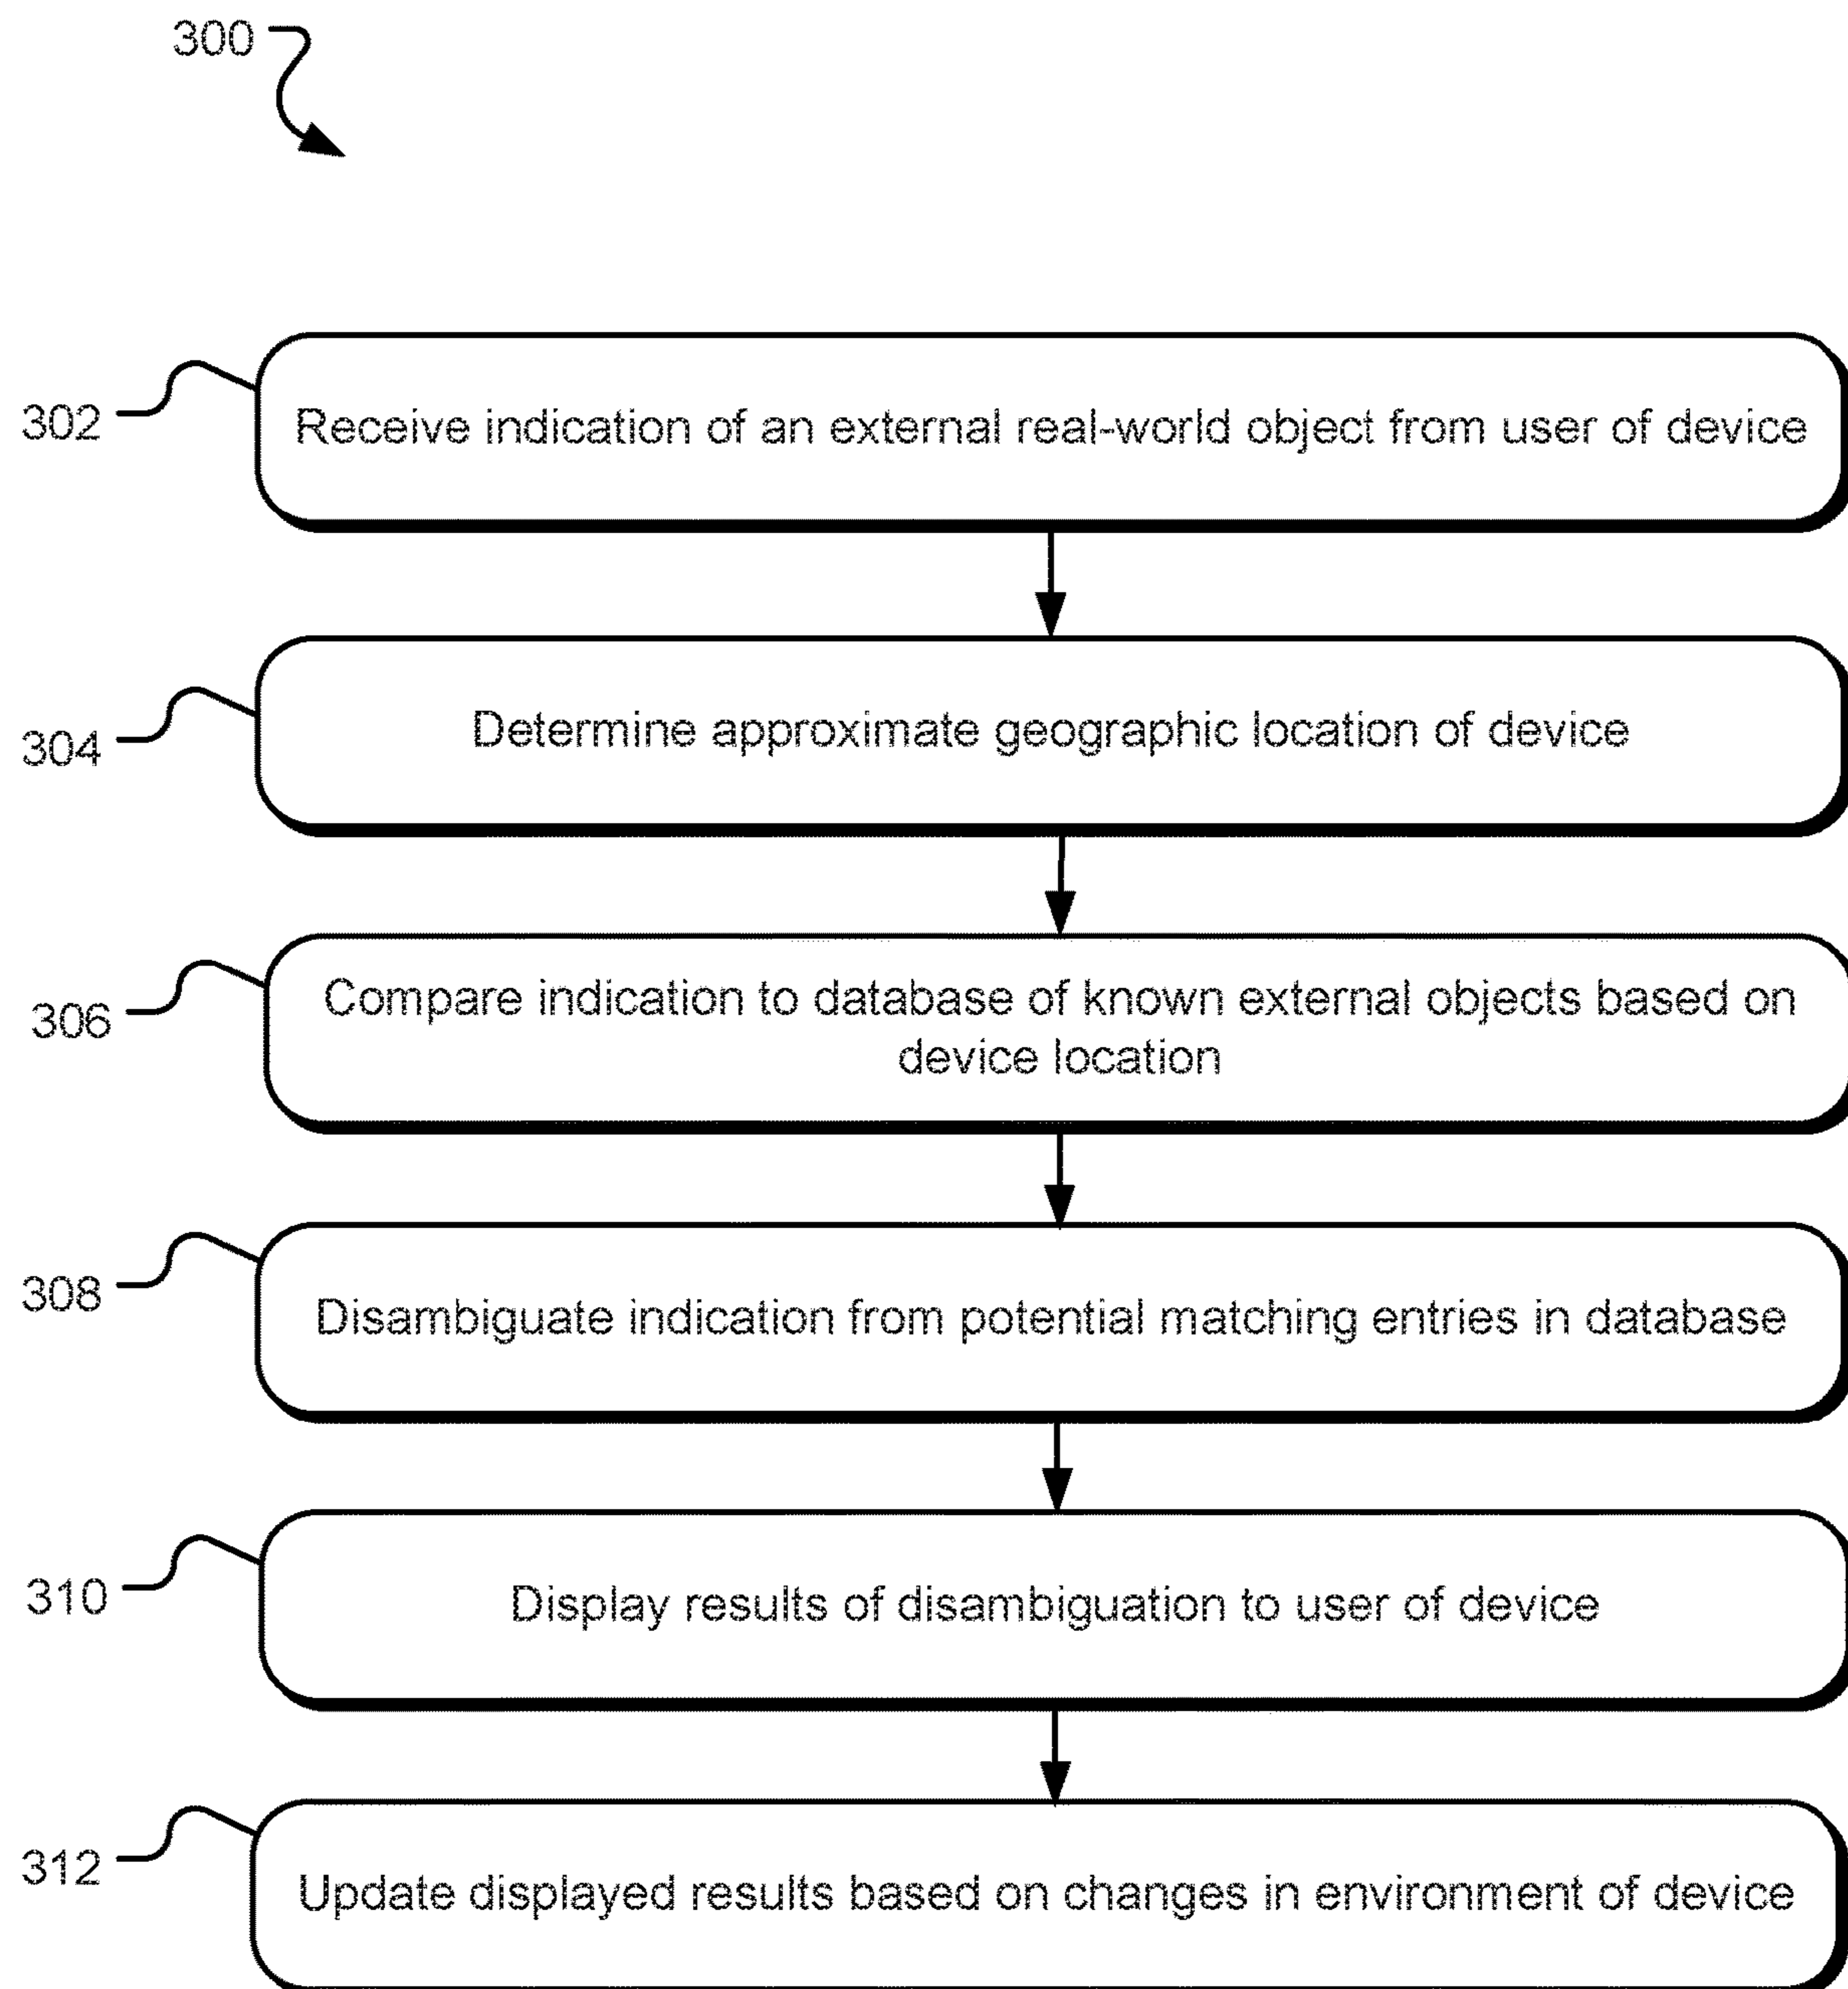 300
302
Receive indication of an external real-world object from user of device
304
Determine approximate geographic location of device
306
Compare indication to database of known external objects based on
device location
308
Disambiguate indication from potential matching entries in database
310
Display results of disambiguation to user of device
312
Update displayed results based on changes in environment of device